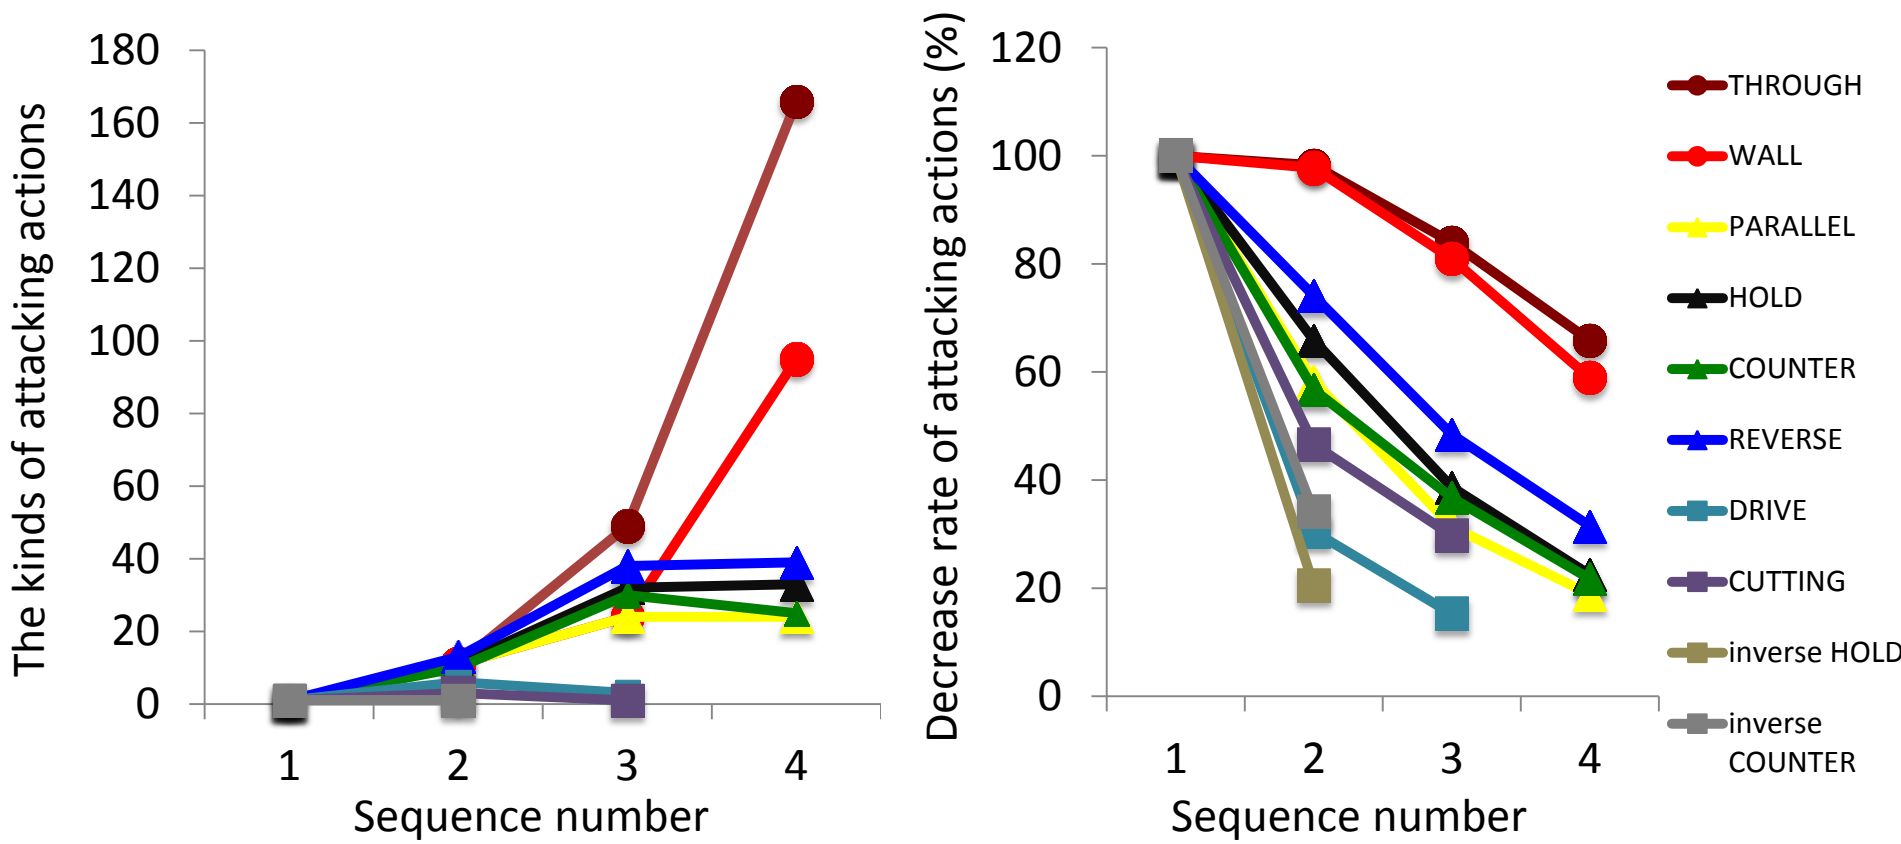 The kinds of attacking actions
180
160
140
120
100
80
60
40
20
0
1 2 3 4
Sequence number
Decrease rate of attacking actions (%)
120
100
80
60
40
20
0
1 2 3 4
Sequence number
THROUGH
WALL
PARALLEL
HOLD
COUNTER
REVERSE
DRIVE
CUTTING
inverse HOLD
inverse
COUNTER